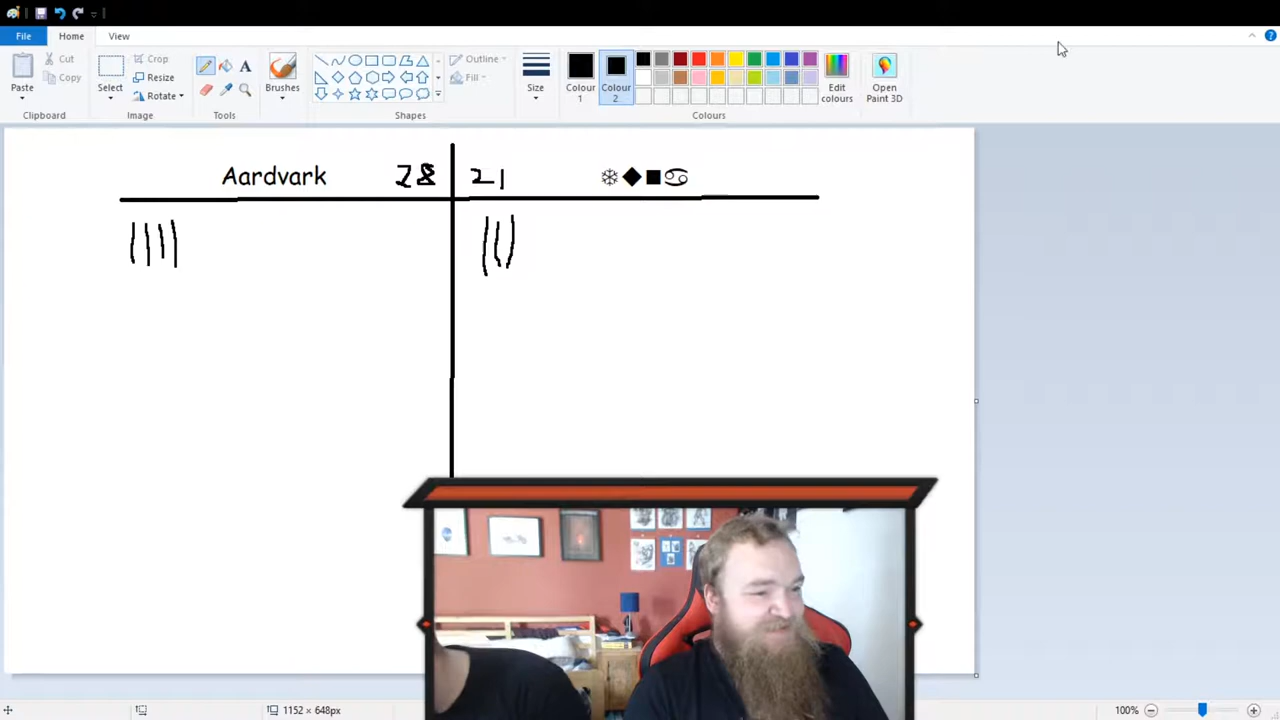 File Home View
Paste
Cut
Copy
Clipboard
Select
Crop
Resize
Rotate
Image
A
Tools
Brushes
Shapes
Outline
Fill
Size
Colour 1
Colour 2
Edit colours
Open Paint 3D
Colours
Aardvark 28 21 ❄◆■♋
1152 × 648px 100%